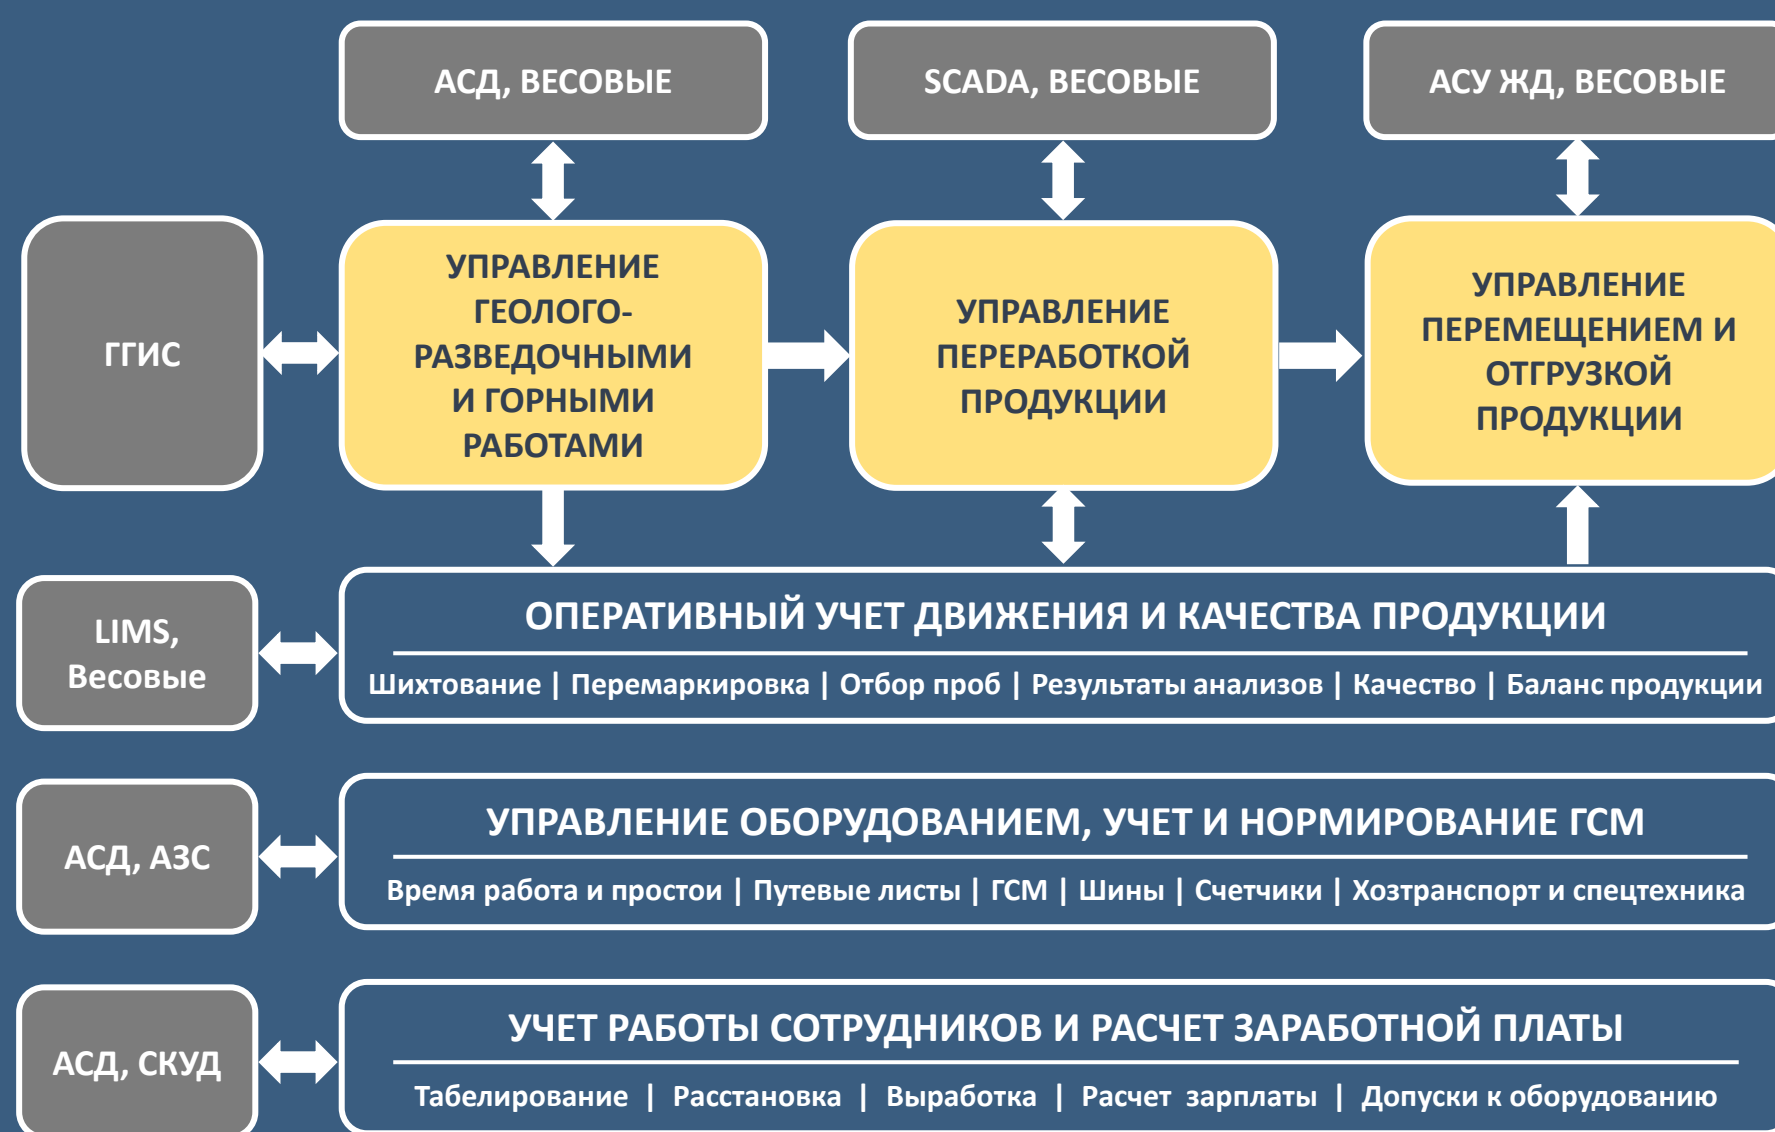 АСД, ВЕСОВЫЕ
SCADA, ВЕСОВЫЕ
АСУ ЖД, ВЕСОВЫЕ
ГГИС
УПРАВЛЕНИЕ
ГЕОЛОГО-
РАЗВЕДОЧНЫМИ
И ГОРНЫМИ
РАБОТАМИ
УПРАВЛЕНИЕ
ПЕРЕРАБОТКОЙ
ПРОДУКЦИИ
УПРАВЛЕНИЕ
ПЕРЕМЕЩЕНИЕМ И
ОТГРУЗКОЙ
ПРОДУКЦИИ
LIMS,
Весовые
ОПЕРАТИВНЫЙ УЧЕТ ДВИЖЕНИЯ И КАЧЕСТВА ПРОДУКЦИИ
Шихтование | Перемаркировка | Отбор проб | Результаты анализов | Качество | Баланс продукции
АСД, АЗС
УПРАВЛЕНИЕ ОБОРУДОВАНИЕМ, УЧЕТ И НОРМИРОВАНИЕ ГСМ
Время работа и простои | Путевые листы | ГСМ | Шины | Счетчики | Хозтранспорт и спецтехника
АСД, СКУД
УЧЕТ РАБОТЫ СОТРУДНИКОВ И РАСЧЕТ ЗАРАБОТНОЙ ПЛАТЫ
Табелирование | Расстановка | Выработка | Расчет зарплаты | Допуски к оборудованию